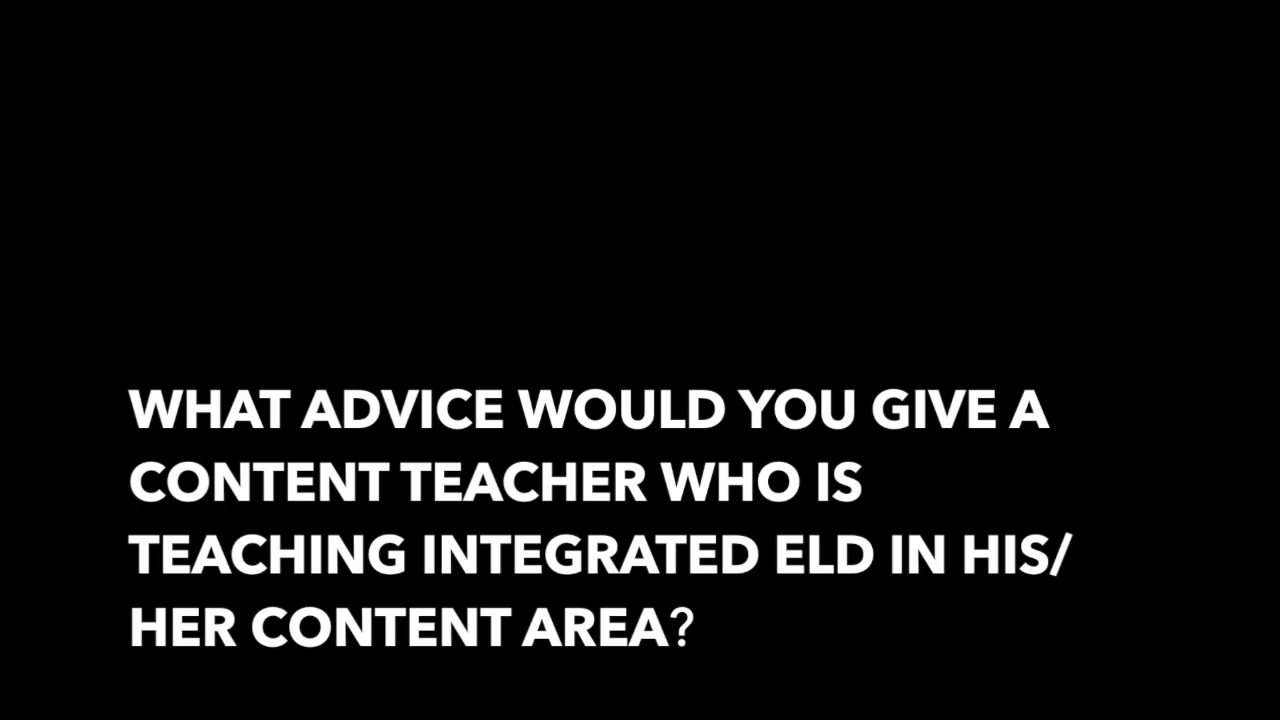 WHAT ADVICE WOULD YOU GIVE A
CONTENT TEACHER WHO IS
TEACHING INTEGRATED ELD IN HIS/
HER CONTENT AREA?